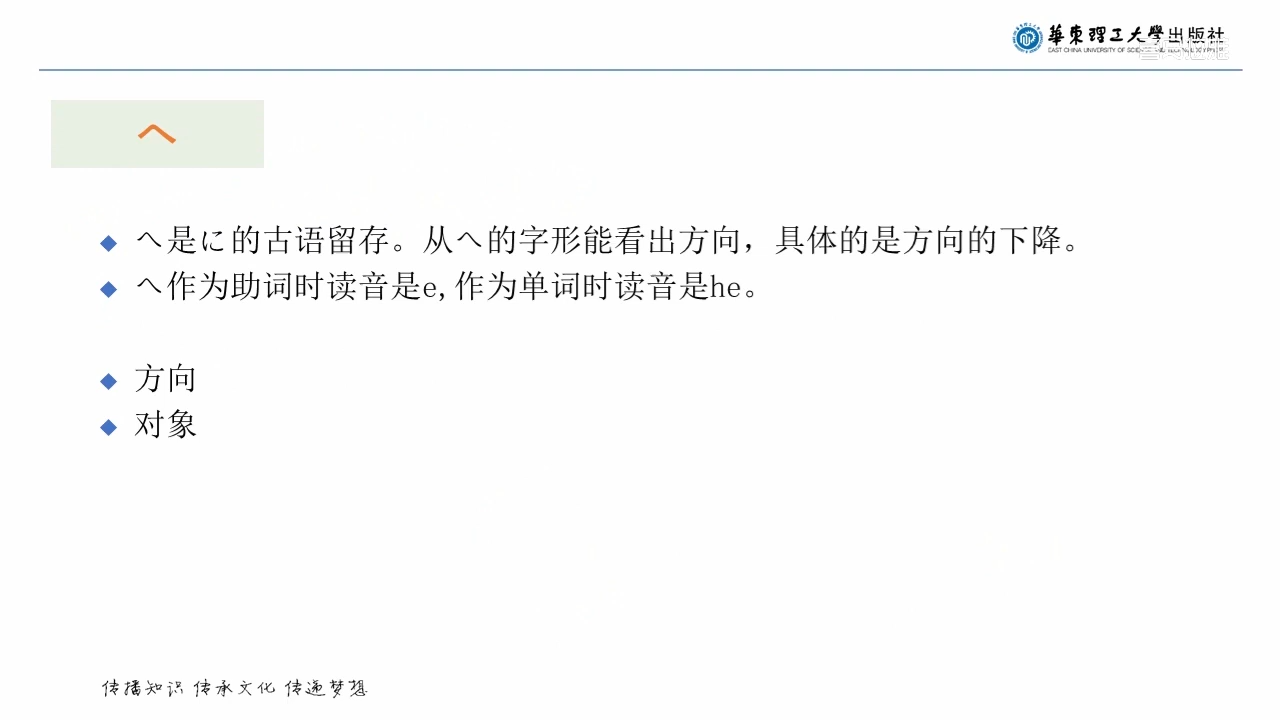 華東理工大學出版社
EAST CHINA UNIVERSITY OF SCIENCE AND TECHNOLOGY PRESS
へ
へ是に的古语留存。从へ的字形能看出方向，具体的是方向的下降。
へ作为助词时读音是e,作为单词时读音是he。
方向
对象
传播知识 传承文化 传递梦想